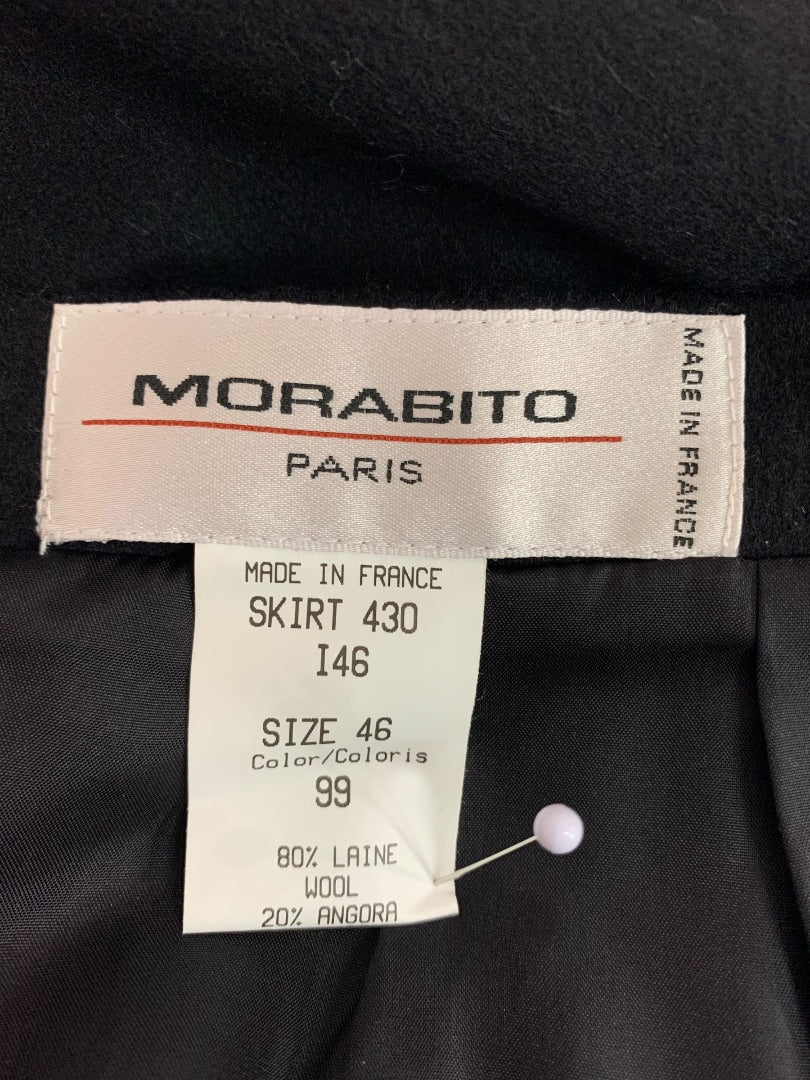 MORABITO
PARIS
MADE IN FRANCE
MADE IN FRANCE
SKIRT 430
I46
SIZE 46
Color/Coloris
99
80% LAINE
WOOL
20% ANGORA